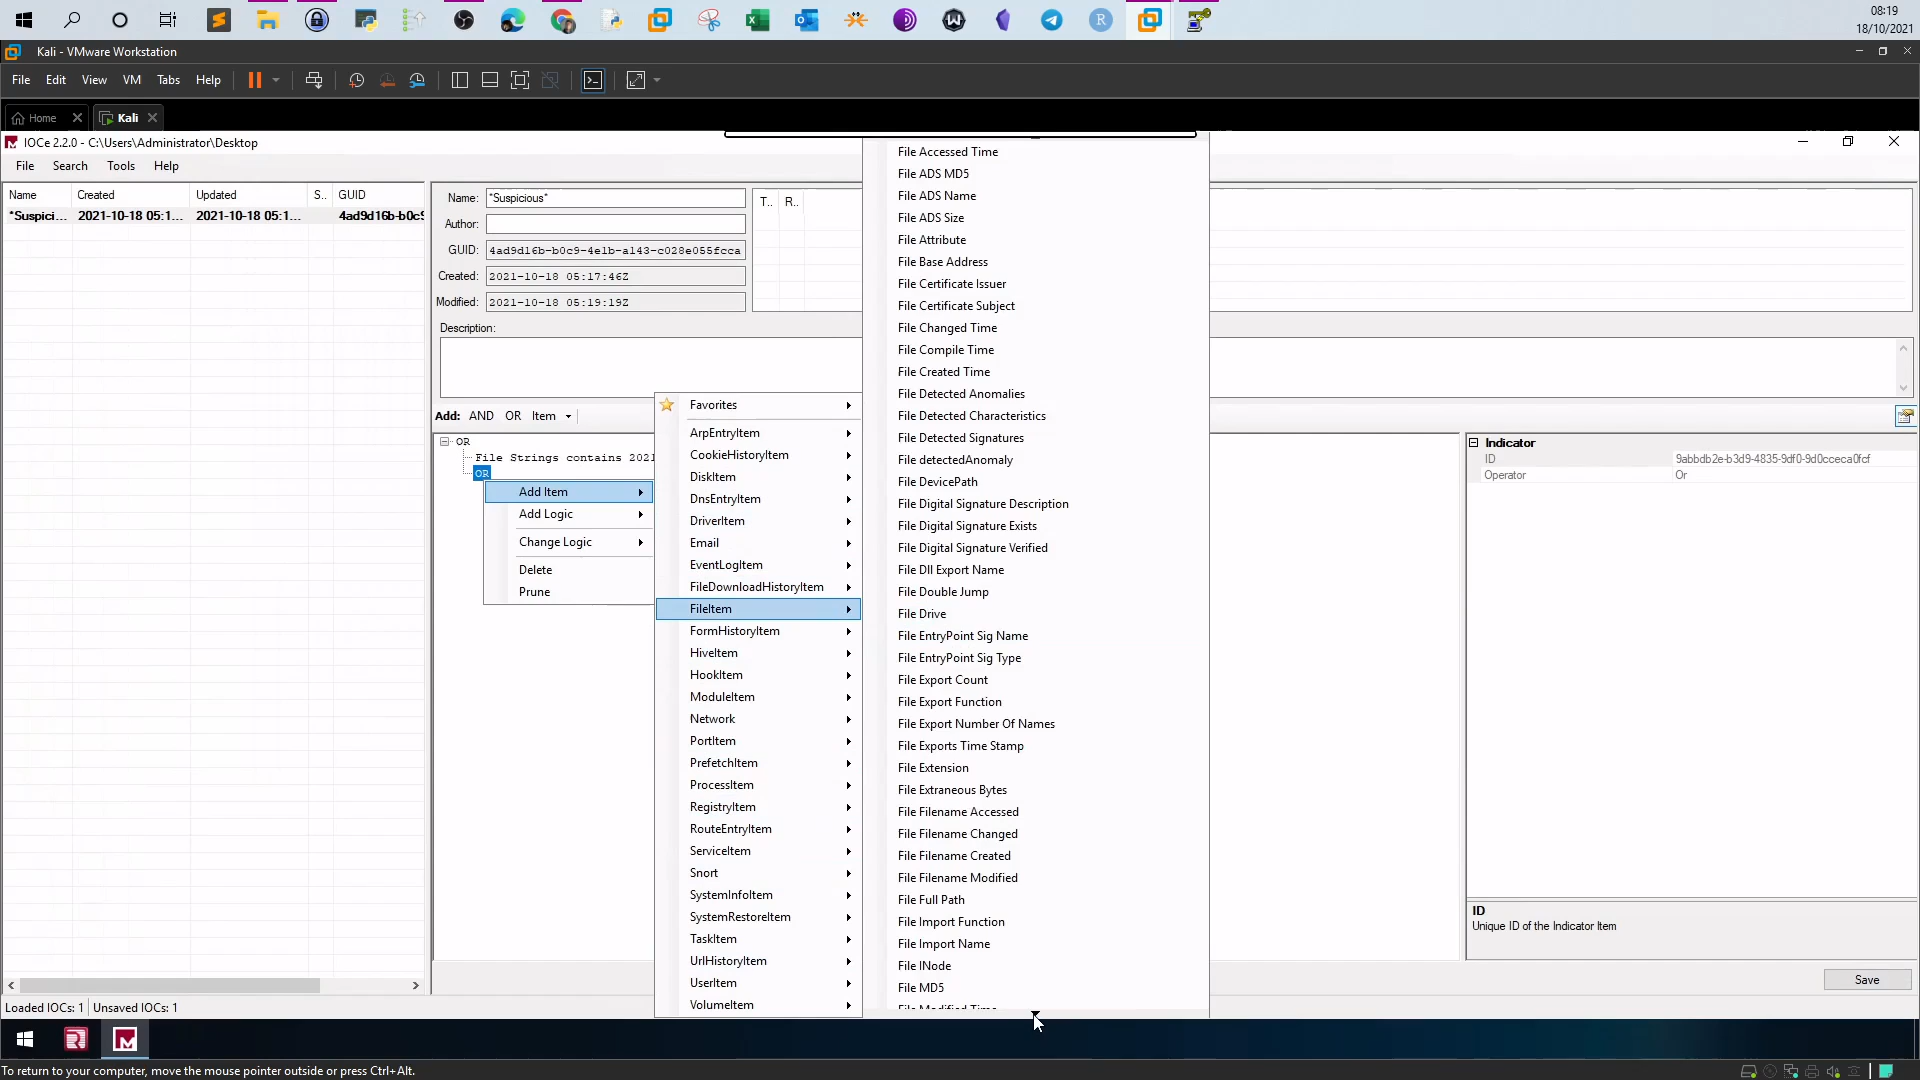 08:19
18/10/2021
Kali - VMware Workstation
File Edit View VM Tabs Help
Home
Kali
IOCe 2.2.0 - C:\Users\Administrator\Desktop
File Search Tools Help
Name Created Updated S.. GUID
*Suspici... 2021-10-18 05:1... 2021-10-18 05:1... 4ad9d16b-b0c9
Name: *Suspicious*
Author:
GUID: 4ad9d16b-b0c9-4e1b-a143-c028e055fcca
Created: 2021-10-18 05:17:46Z
Modified: 2021-10-18 05:19:19Z
T.. R..
Description:
Add: AND OR Item
OR
File Strings contains 2021
OR
Add Item
Add Logic
Change Logic
Delete
Prune
Favorites
ArpEntryItem
CookieHistoryItem
DiskItem
DnsEntryItem
DriverItem
Email
EventLogItem
FileDownloadHistoryItem
FileItem
FormHistoryItem
HiveItem
HookItem
ModuleItem
Network
PortItem
PrefetchItem
ProcessItem
RegistryItem
RouteEntryItem
ServiceItem
Snort
SystemInfoItem
SystemRestoreItem
TaskItem
UrlHistoryItem
UserItem
VolumeItem
File Accessed Time
File ADS MD5
File ADS Name
File ADS Size
File Attribute
File Base Address
File Certificate Issuer
File Certificate Subject
File Changed Time
File Compile Time
File Created Time
File Detected Anomalies
File Detected Characteristics
File Detected Signatures
File detectedAnomaly
File DevicePath
File Digital Signature Description
File Digital Signature Exists
File Digital Signature Verified
File Dll Export Name
File Double Jump
File Drive
File EntryPoint Sig Name
File EntryPoint Sig Type
File Export Count
File Export Function
File Export Number Of Names
File Exports Time Stamp
File Extension
File Extraneous Bytes
File Filename Accessed
File Filename Changed
File Filename Created
File Filename Modified
File Full Path
File Import Function
File Import Name
File INode
File MD5
File Modified Time
Indicator
ID 9abbdb2e-b3d9-4835-9df0-9d0cceca0fcf
Operator Or
ID
Unique ID of the Indicator Item
Save
Loaded IOCs: 1 Unsaved IOCs: 1
To return to your computer, move the mouse pointer outside or press Ctrl+Alt.